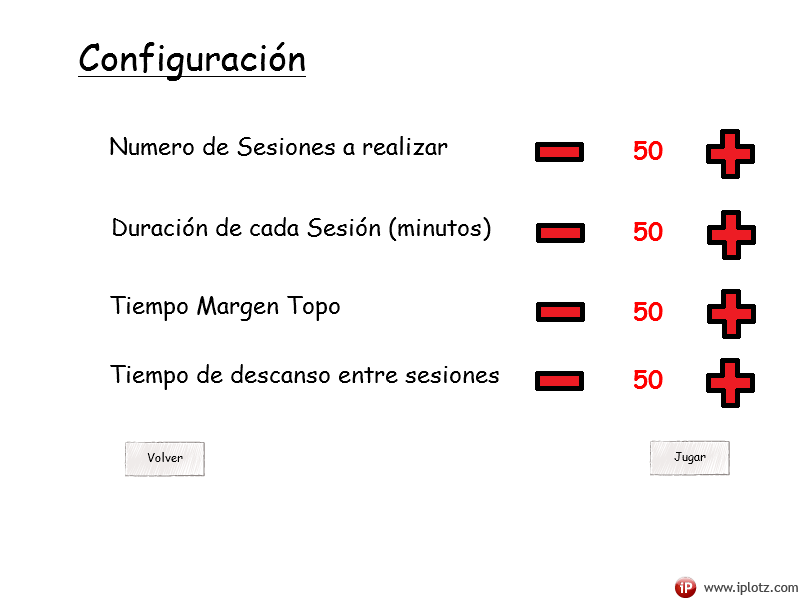 Configuración
Numero de Sesiones a realizar 50
Duración de cada Sesión (minutos) 50
Tiempo Margen Topo 50
Tiempo de descanso entre sesiones 50
Volver Jugar
iP www.iplotz.com